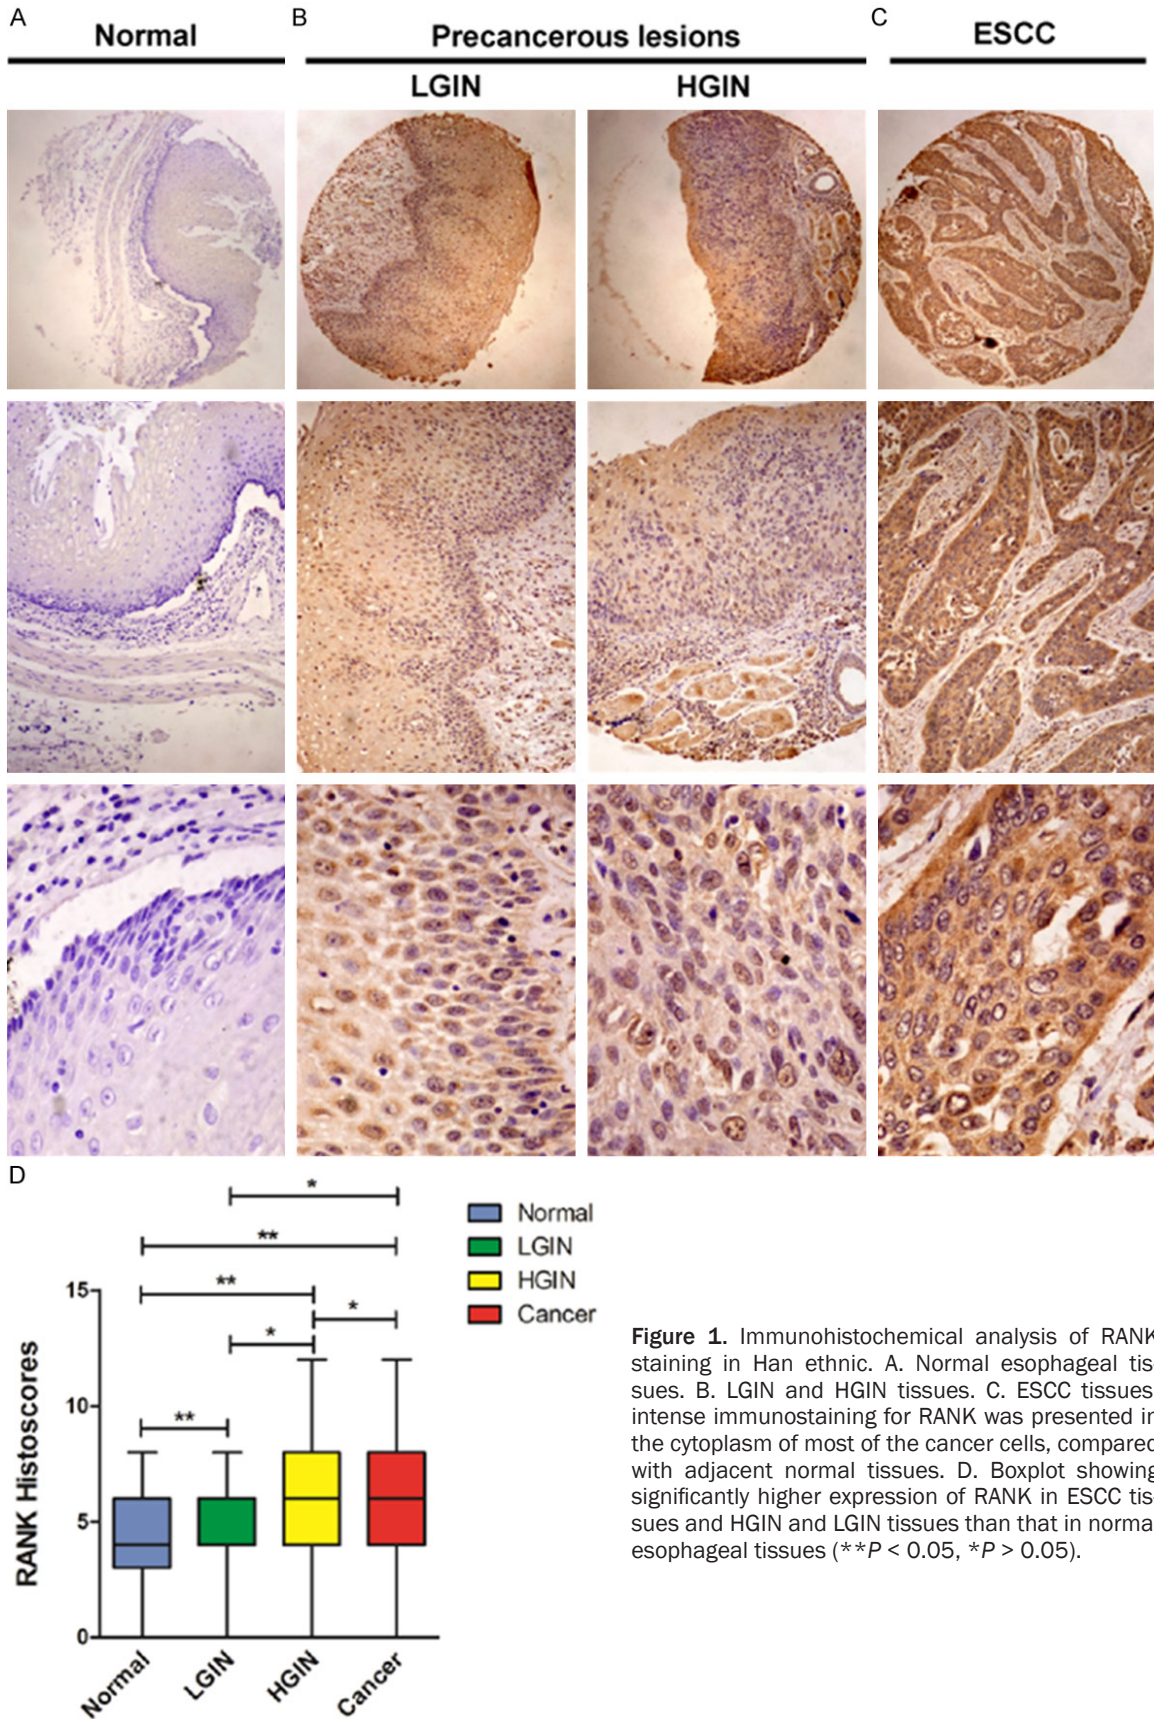 A
Normal
B
Precancerous lesions
LGIN
HGIN
C
ESCC
D
*
**
**
*
*
**
15
10
5
0
RANK Histoscores
Normal
LGIN
HGIN
Cancer
Normal
LGIN
HGIN
Cancer
Figure 1. Immunohistochemical analysis of RANK
staining in Han ethnic. A. Normal esophageal tis-
sues. B. LGIN and HGIN tissues. C. ESCC tissues
intense immunostaining for RANK was presented in
the cytoplasm of most of the cancer cells, compared
with adjacent normal tissues. D. Boxplot showing
significantly higher expression of RANK in ESCC tis-
sues and HGIN and LGIN tissues than that in norma
esophageal tissues (**P < 0.05, *P > 0.05).